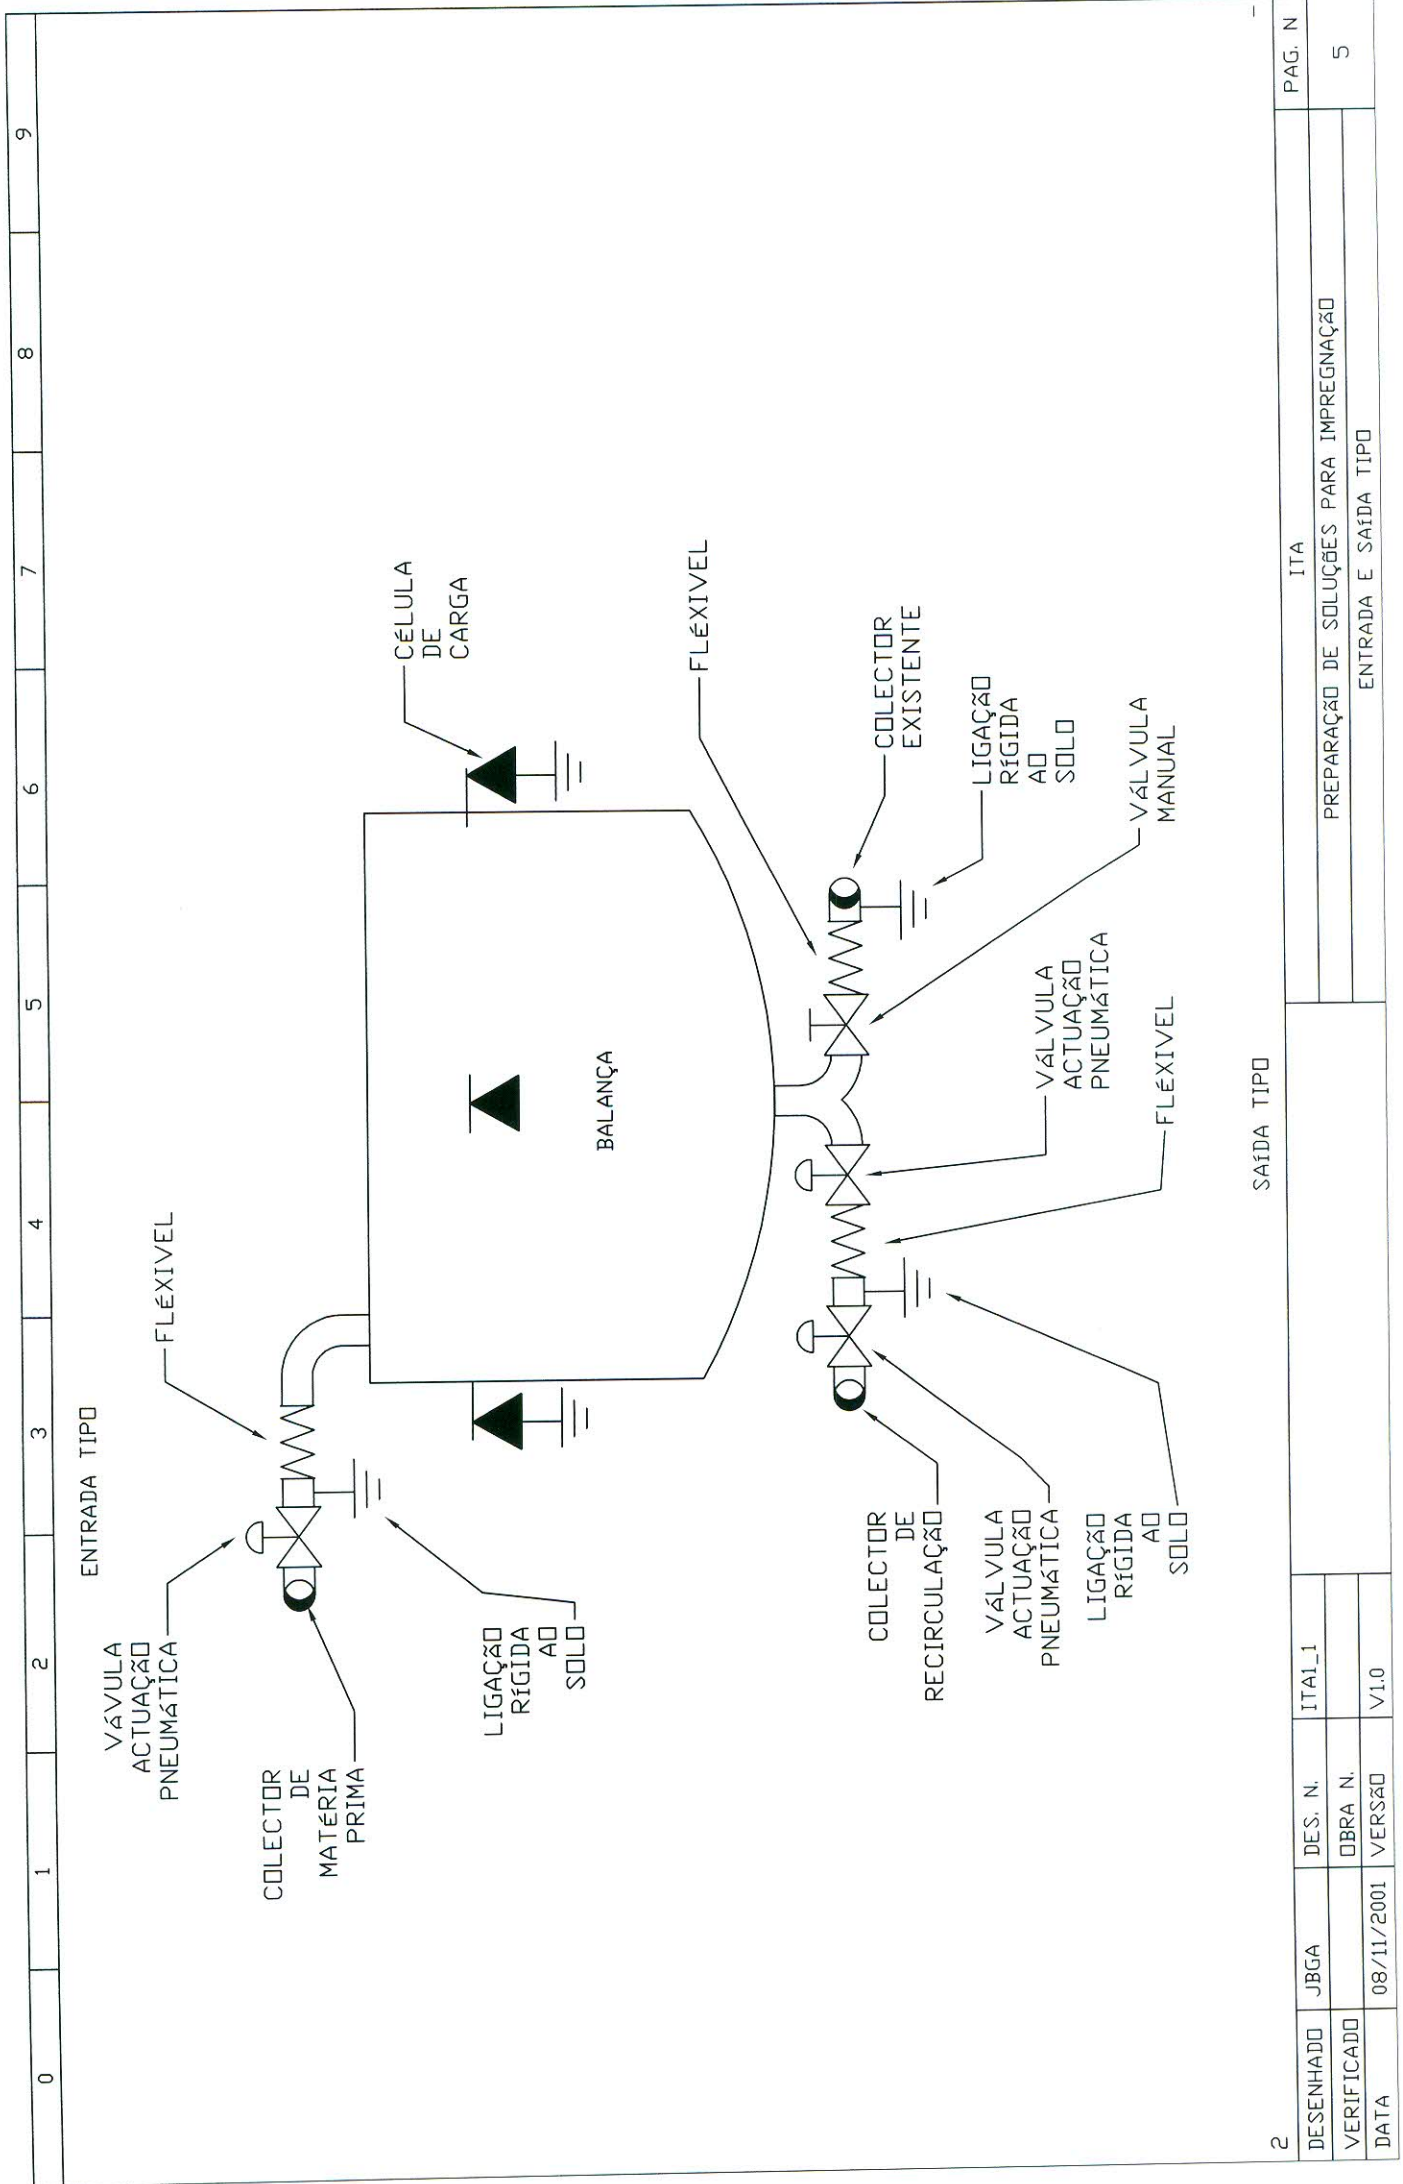 0 1 2 3 4 5 6 7 8 9
ENTRADA TIPO
VÁVULA
ACTUAÇÃO
PNEUMÁTICA
FLÉXIVEL
COLECTOR
DE
MATÉRIA
PRIMA
LIGAÇÃO
RÍGIDA
AO
SOLO
CÉLULA
DE
CARGA
BALANÇA
FLÉXIVEL
COLECTOR
EXISTENTE
LIGAÇÃO
RÍGIDA
AO
SOLO
VÁLVULA
MANUAL
COLECTOR
DE
RECIRCULAÇÃO
VÁLVULA
ACTUAÇÃO
PNEUMÁTICA
LIGAÇÃO
RÍGIDA
AO
SOLO
VÁLVULA
ACTUAÇÃO
PNEUMÁTICA
FLÉXIVEL
SAÍDA TIPO
2
DESENHADO JBGA DES. N. ITA1_1 ITA PAG. N
VERIFICADO OBRA N. PREPARAÇÃO DE SOLUÇÕES PARA IMPREGNAÇÃO 5
DATA 08/11/2001 VERSÃO V1.0 ENTRADA E SAÍDA TIPO